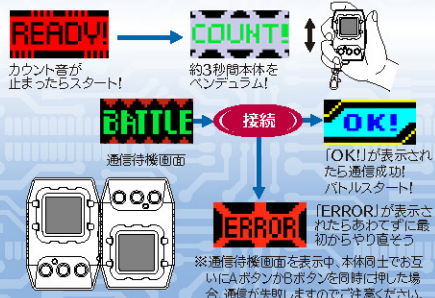 READY!
COUNT!
カウント音が
止まったらスタート!
約3秒間本体を
ペンデュラム!
BATTLE
接続
OK!
通信待機画面
「OK!」が表示され
たら通信成功!
バトルスタート!
ERROR
「ERROR」が表示さ
れたらあわてずに最
初からやり直そう
※通信待機画面を表示中、本体同士でお互
いにAボタンかBボタンを同時に押した場
合、通信が失敗しますのでご注意ください。